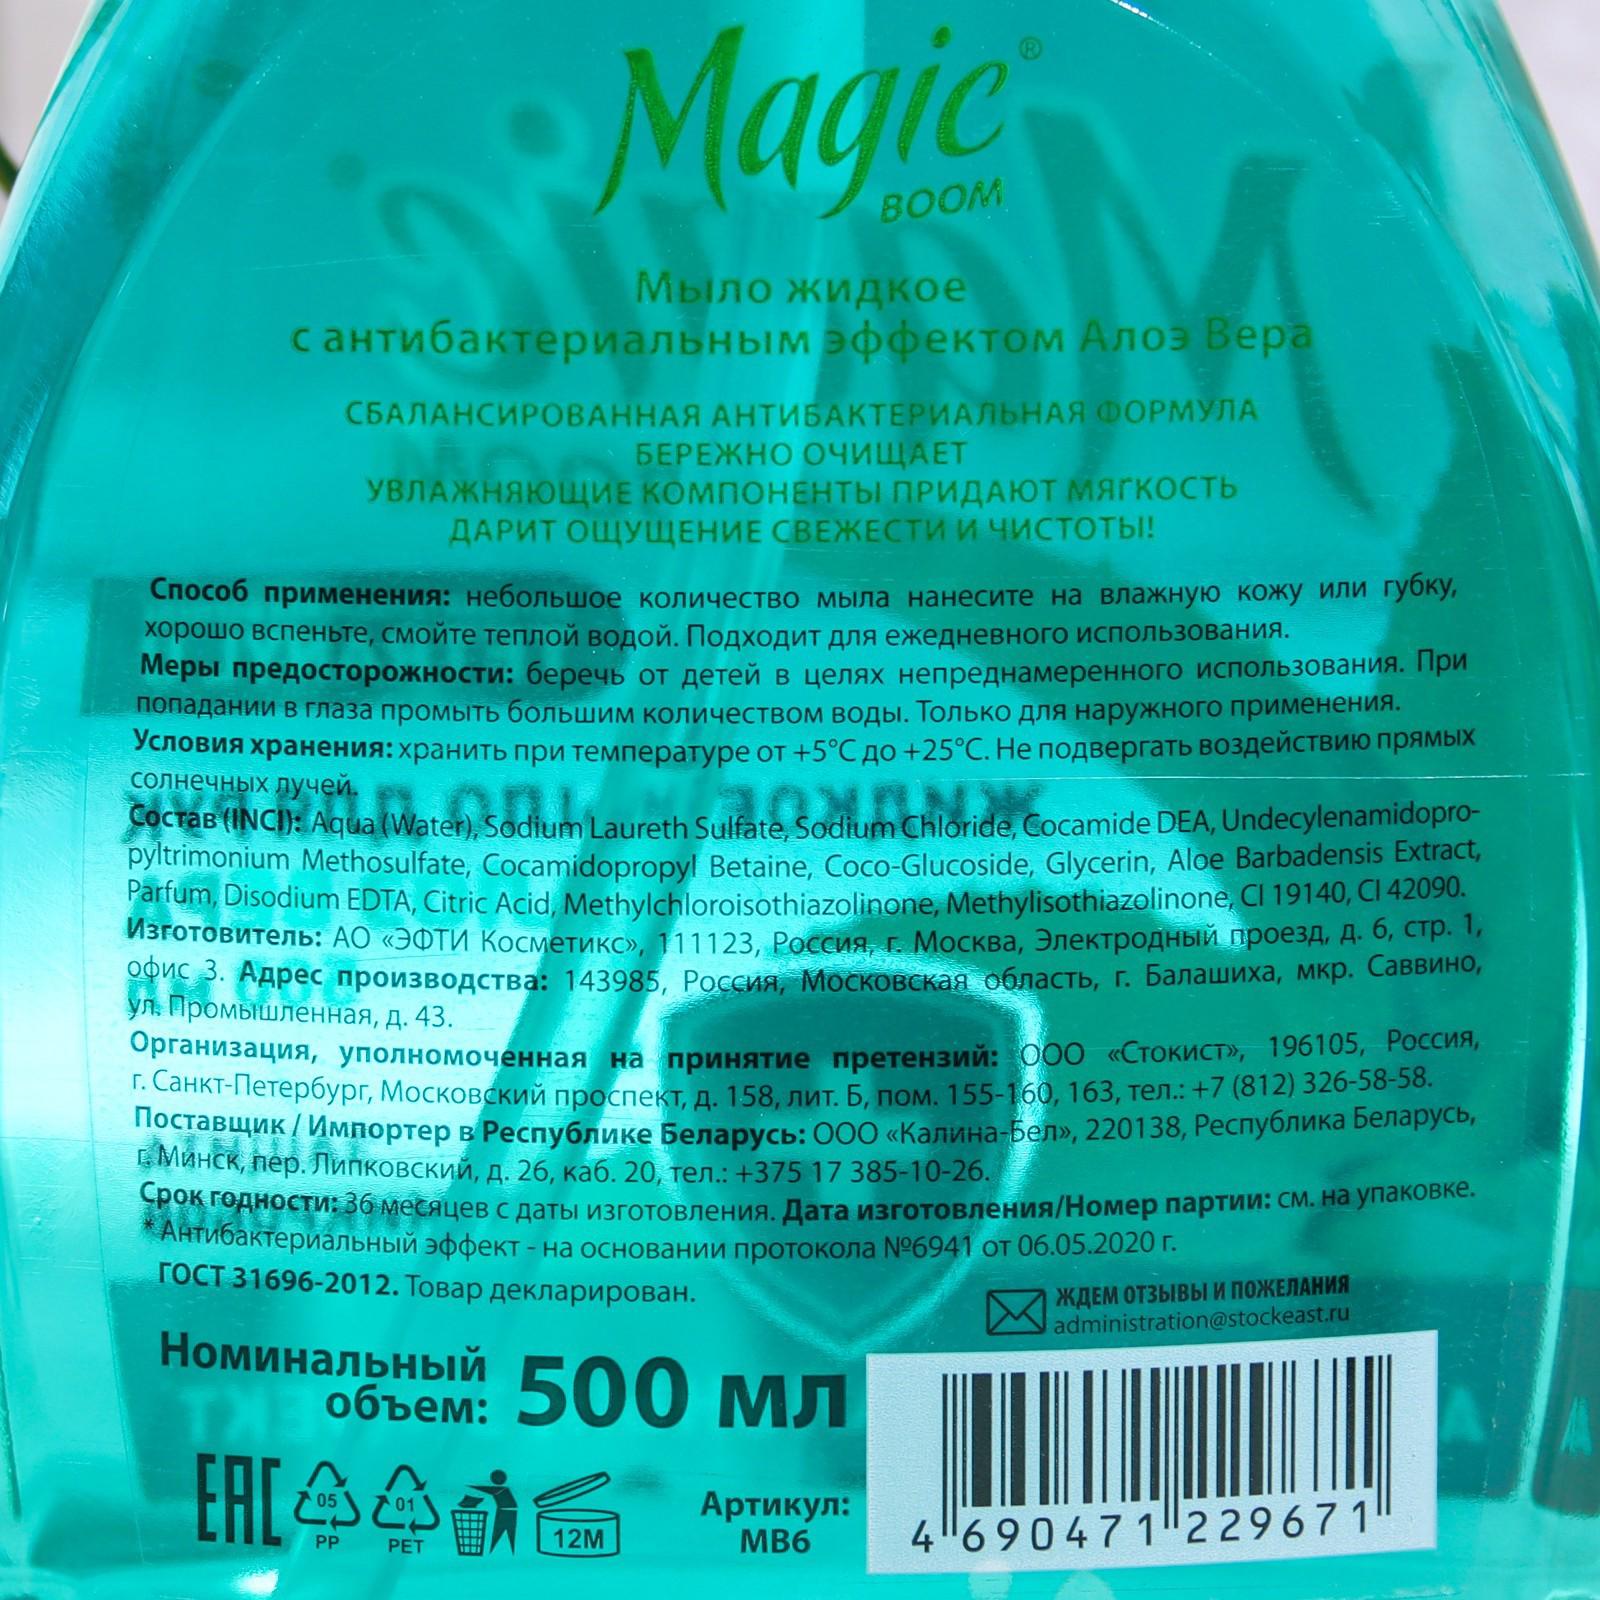 Magic®
BOOM
Мыло жидкое
с антибактериальным эффектом Алоэ Вера
СБАЛАНСИРОВАННАЯ АНТИБАКТЕРИАЛЬНАЯ ФОРМУЛА
БЕРЕЖНО ОЧИЩАЕТ
УВЛАЖНЯЮЩИЕ КОМПОНЕНТЫ ПРИДАЮТ МЯГКОСТЬ
ДАРИТ ОЩУЩЕНИЕ СВЕЖЕСТИ И ЧИСТОТЫ!
Способ применения: небольшое количество мыла нанесите на влажную кожу или губку,
хорошо вспеньте, смойте теплой водой. Подходит для ежедневного использования.
Меры предосторожности: беречь от детей в целях непреднамеренного использования. При
попадании в глаза промыть большим количеством воды. Только для наружного применения.
Условия хранения: хранить при температуре от +5°C до +25°C. Не подвергать воздействию прямых
солнечных лучей.
Состав (INCI): Aqua (Water), Sodium Laureth Sulfate, Sodium Chloride, Cocamide DEA, Undecylenamidopro-
pyltrimonium Methosulfate, Cocamidopropyl Betaine, Coco-Glucoside, Glycerin, Aloe Barbadensis Extract,
Parfum, Disodium EDTA, Citric Acid, Methylchloroisothiazolinone, Methylisothiazolinone, CI 19140, CI 42090.
Изготовитель: АО «ЭФТИ Косметикс», 111123, Россия, г. Москва, Электродный проезд, д. 6, стр. 1,
офис 3. Адрес производства: 143985, Россия, Московская область, г. Балашиха, мкр. Саввино,
ул. Промышленная, д. 43.
Организация, уполномоченная на принятие претензий: ООО «Стокист», 196105, Россия,
г. Санкт-Петербург, Московский проспект, д. 158, лит. Б, пом. 155-160, 163, тел.: +7 (812) 326-58-58.
Поставщик / Импортер в Республике Беларусь: ООО «Калина-Бел», 220138, Республика Беларусь,
г. Минск, пер. Липковский, д. 26, каб. 20, тел.: +375 17 385-10-26.
Срок годности: 36 месяцев с даты изготовления. Дата изготовления/Номер партии: см. на упаковке.
* Антибактериальный эффект - на основании протокола №6941 от 06.05.2020 г.
ГОСТ 31696-2012. Товар декларирован.
ЖДЕМ ОТЗЫВЫ И ПОЖЕЛАНИЯ
administration@stockeast.ru
Номинальный
объем: 500 мл
EAC
05
PP
01
PET
12M
Артикул:
МВ6
4 690471 229671